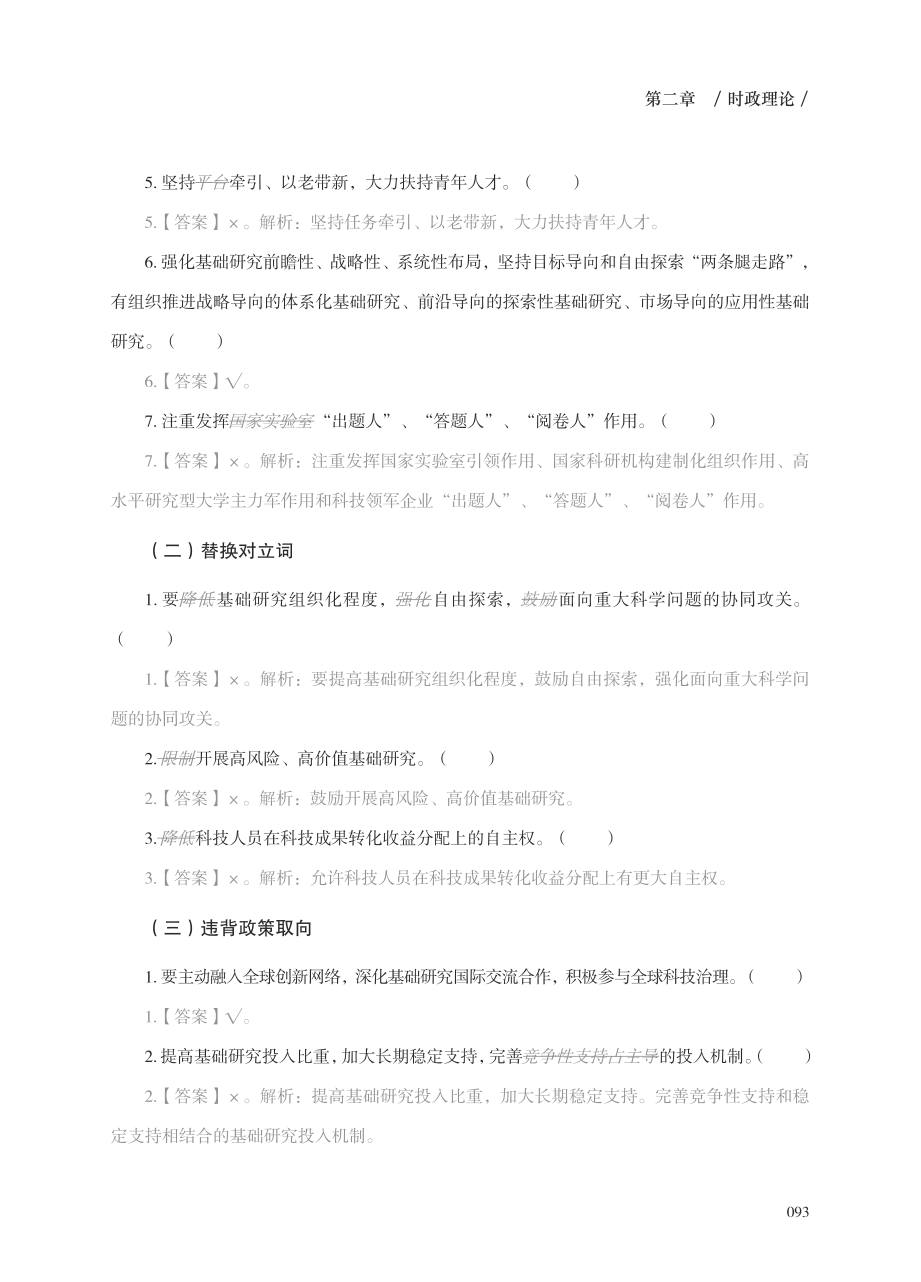 第二章 / 时政理论 /
5. 坚持平台牵引、以老带新，大力扶持青年人才。（  ）
5.【答案】×。解析：坚持任务牵引、以老带新，大力扶持青年人才。
6. 强化基础研究前瞻性、战略性、系统性布局，坚持目标导向和自由探索“两条腿走路”，
有组织推进战略导向的体系化基础研究、前沿导向的探索性基础研究、市场导向的应用性基础
研究。（  ）
6.【答案】√。
7. 注重发挥国家实验室“出题人”、“答题人”、“阅卷人”作用。（  ）
7.【答案】×。解析：注重发挥国家实验室引领作用、国家科研机构建制化组织作用、高
水平研究型大学主力军作用和科技领军企业“出题人”、“答题人”、“阅卷人”作用。
（二）替换对立词
1. 要降低基础研究组织化程度，强化自由探索，鼓励面向重大科学问题的协同攻关。
（  ）
1.【答案】×。解析：要提高基础研究组织化程度，鼓励自由探索，强化面向重大科学问
题的协同攻关。
2. 限制开展高风险、高价值基础研究。（  ）
2.【答案】×。解析：鼓励开展高风险、高价值基础研究。
3. 降低科技人员在科技成果转化收益分配上的自主权。（  ）
3.【答案】×。解析：允许科技人员在科技成果转化收益分配上有更大自主权。
（三）违背政策取向
1. 要主动融入全球创新网络，深化基础研究国际交流合作，积极参与全球科技治理。（  ）
1.【答案】√。
2. 提高基础研究投入比重，加大长期稳定支持，完善竞争性支持占主导的投入机制。（  ）
2.【答案】×。解析：提高基础研究投入比重，加大长期稳定支持。完善竞争性支持和稳
定支持相结合的基础研究投入机制。
093